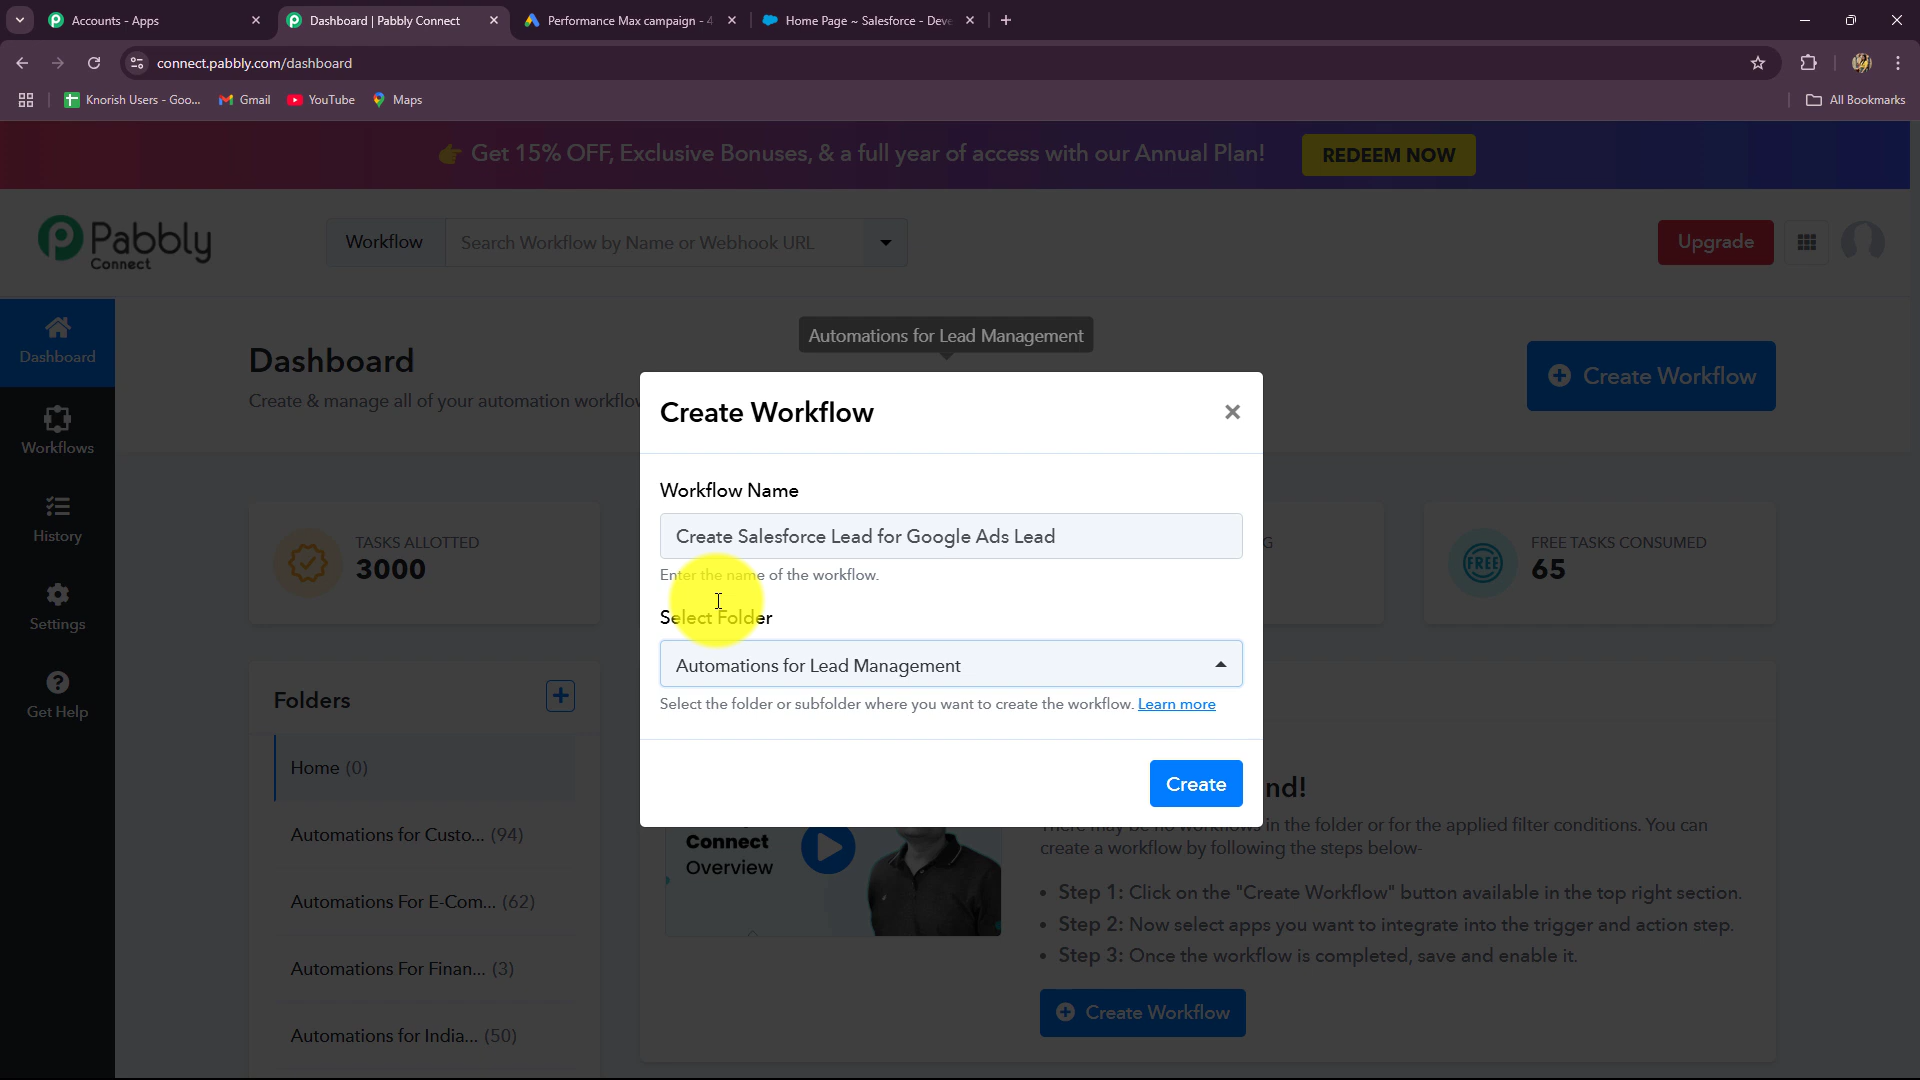 Accounts - Apps
Dashboard | Pabbly Connect
Performance Max campaign - 4
Home Page ~ Salesforce - Deve
connect.pabbly.com/dashboard
Knorish Users - Goo...
Gmail
YouTube
Maps
All Bookmarks
👉 Get 15% OFF, Exclusive Bonuses, & a full year of access with our Annual Plan!
REDEEM NOW
Pabbly
Connect
Workflow
Search Workflow by Name or Webhook URL
Upgrade
Dashboard
Workflows
History
Settings
Get Help
Dashboard
Create & manage all of your automation workflo
Automations for Lead Management
Create Workflow
Create Workflow
Workflow Name
Create Salesforce Lead for Google Ads Lead
Enter the name of the workflow.
Select Folder
Automations for Lead Management
Select the folder or subfolder where you want to create the workflow. Learn more
Create
TASKS ALLOTTED
3000
G
FREE
FREE TASKS CONSUMED
65
Folders
Home (0)
Automations for Custo... (94)
Automations For E-Com... (62)
Automations For Finan... (3)
Automations for India... (50)
Connect
Overview
nd!
There may be no workflows in the folder or for the applied filter conditions. You can
create a workflow by following the steps below-
Step 1: Click on the "Create Workflow" button available in the top right section.
Step 2: Now select apps you want to integrate into the trigger and action step.
Step 3: Once the workflow is completed, save and enable it.
Create Workflow